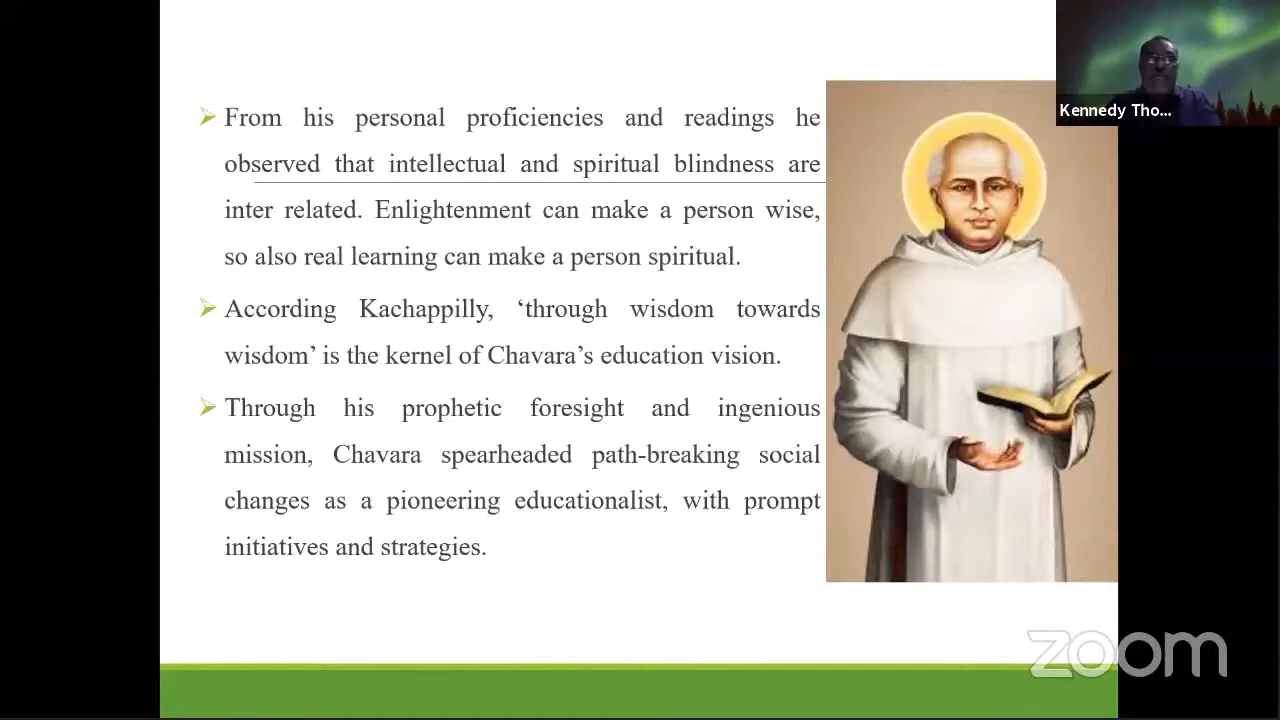 From his personal proficiencies and readings he
observed that intellectual and spiritual blindness are
inter related. Enlightenment can make a person wise,
so also real learning can make a person spiritual.
According Kachappilly, ‘through wisdom towards
wisdom’ is the kernel of Chavara’s education vision.
Through his prophetic foresight and ingenious
mission, Chavara spearheaded path-breaking social
changes as a pioneering educationalist, with prompt
initiatives and strategies.
Kennedy Tho...
zoom